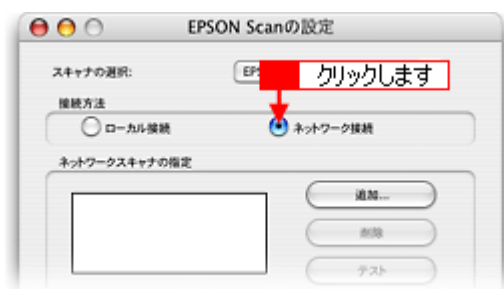 EPSON Scanの設定
スキャナの選択:
EPS
クリックします
接続方法
ローカル接続
ネットワーク接続
ネットワークスキャナの指定
追加...
削除
テスト